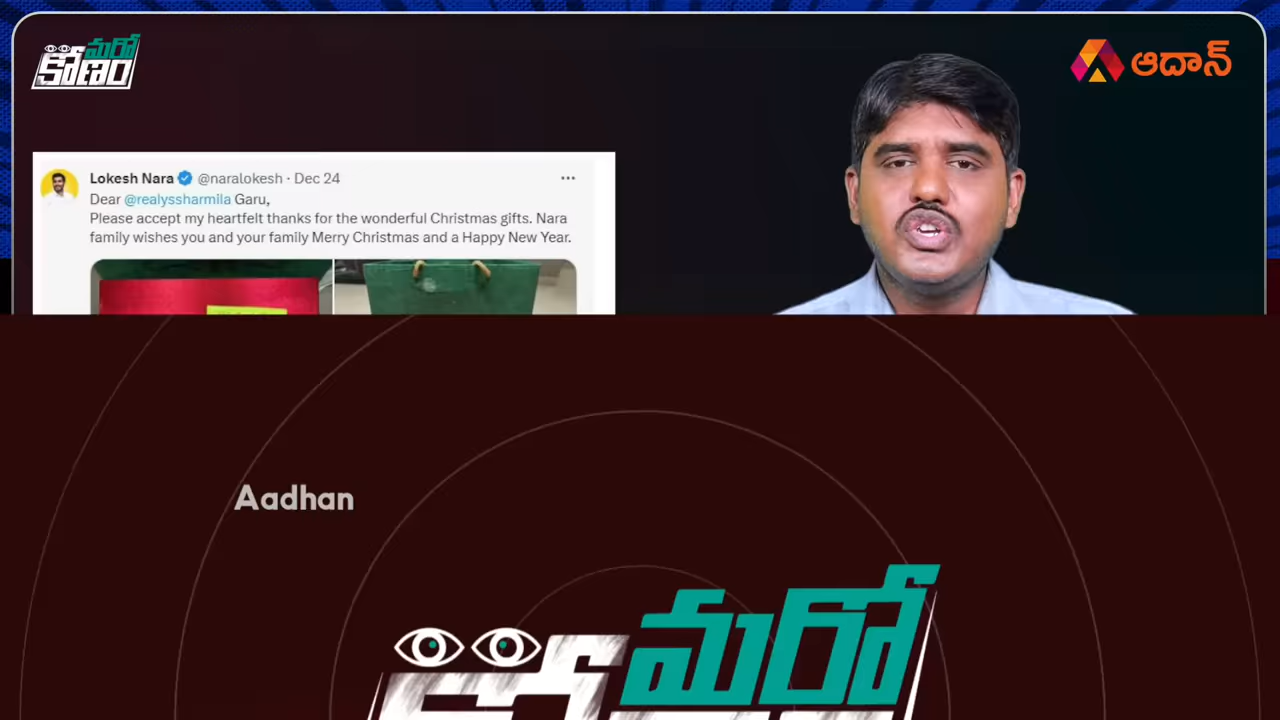 మరో
కోణం
ఆదాన్
Lokesh Nara @naralokesh · Dec 24
Dear @realyssharmila Garu,
Please accept my heartfelt thanks for the wonderful Christmas gifts. Nara
family wishes you and your family Merry Christmas and a Happy New Year.
Aadhan
మరో